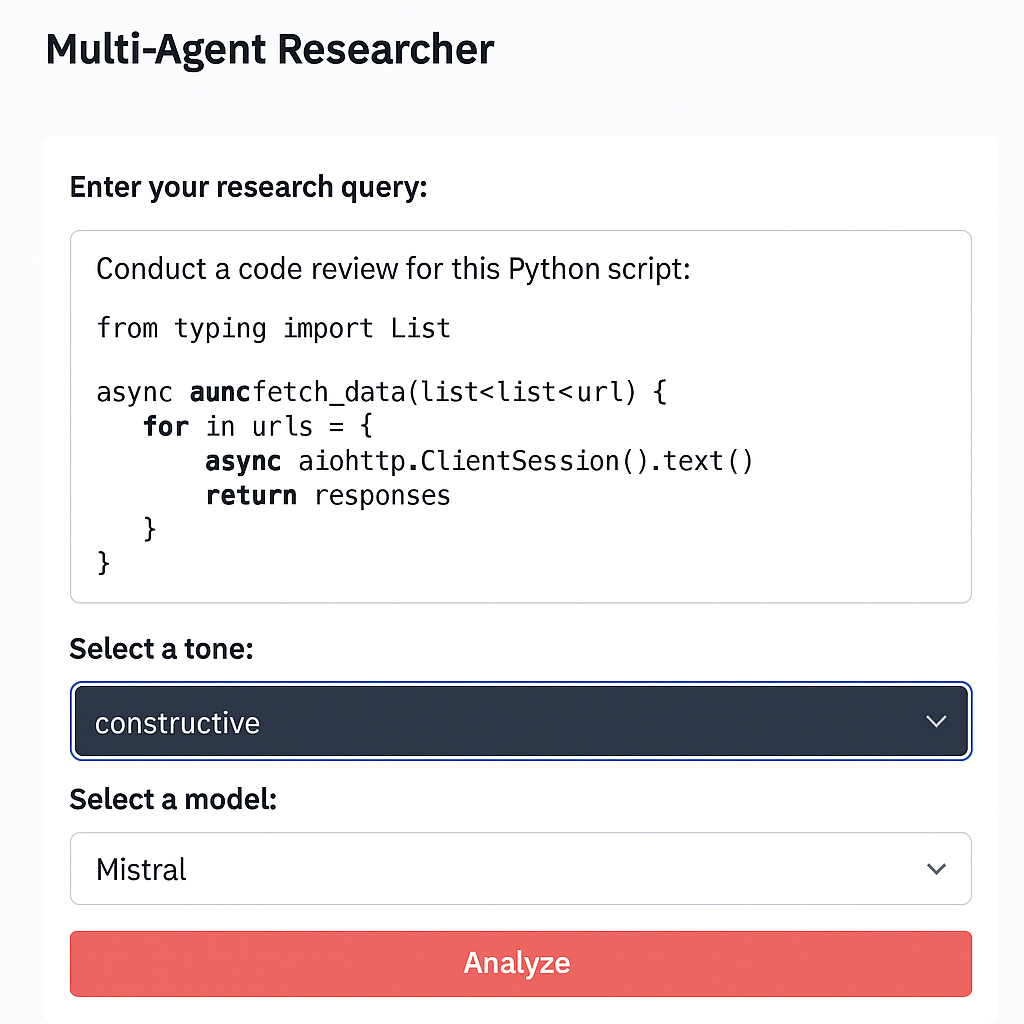 Multi-Agent Researcher
Enter your research query:
Conduct a code review for this Python script:
from typing import List
async auncfetch_data(list<list<url) {
for in urls = {
async aiohttp.ClientSession().text()
return responses
}
}
Select a tone:
constructive
Select a model:
Mistral
Analyze